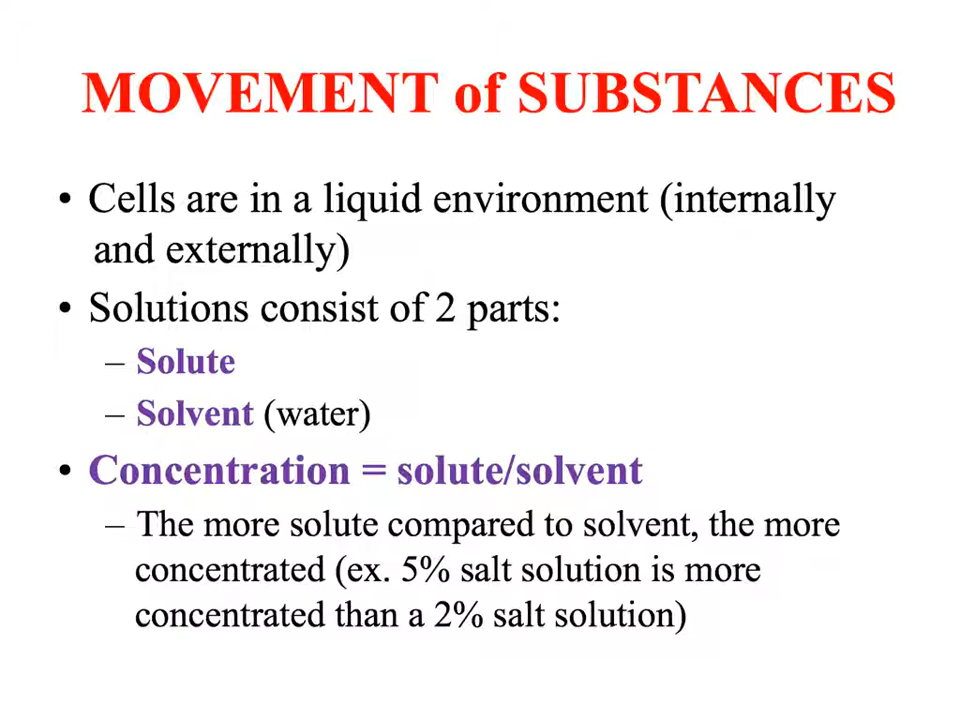 MOVEMENT of SUBSTANCES
• Cells are in a liquid environment (internally
and externally)
• Solutions consist of 2 parts:
– Solute
– Solvent (water)
• Concentration = solute/solvent
– The more solute compared to solvent, the more
concentrated (ex. 5% salt solution is more
concentrated than a 2% salt solution)